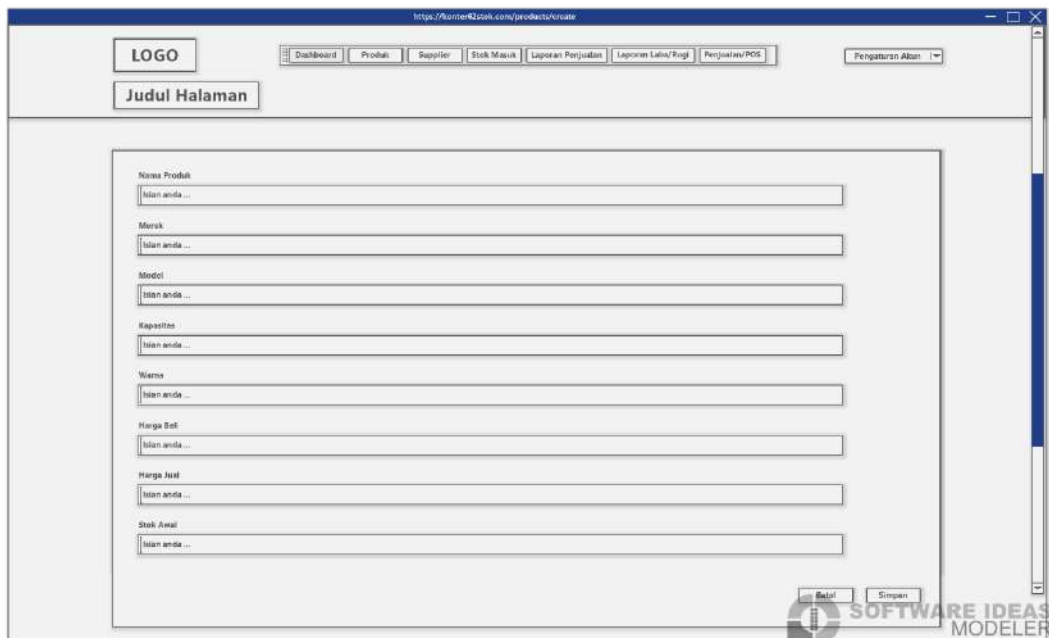 https://konter62stok.com/products/create
LOGO
Dashboard Produk Supplier Stok Masuk Laporan Penjualan Laporan Laba/Rugi Penjualan/POS
Pengaturan Akun
Judul Halaman
Nama Produk
Isian anda ...
Merek
Isian anda ...
Model
Isian anda ...
Kapasitas
Isian anda ...
Warna
Isian anda ...
Harga Beli
Isian anda ...
Harga Jual
Isian anda ...
Stok Awal
Isian anda ...
Batal Simpan
SOFTWARE IDEAS
MODELER